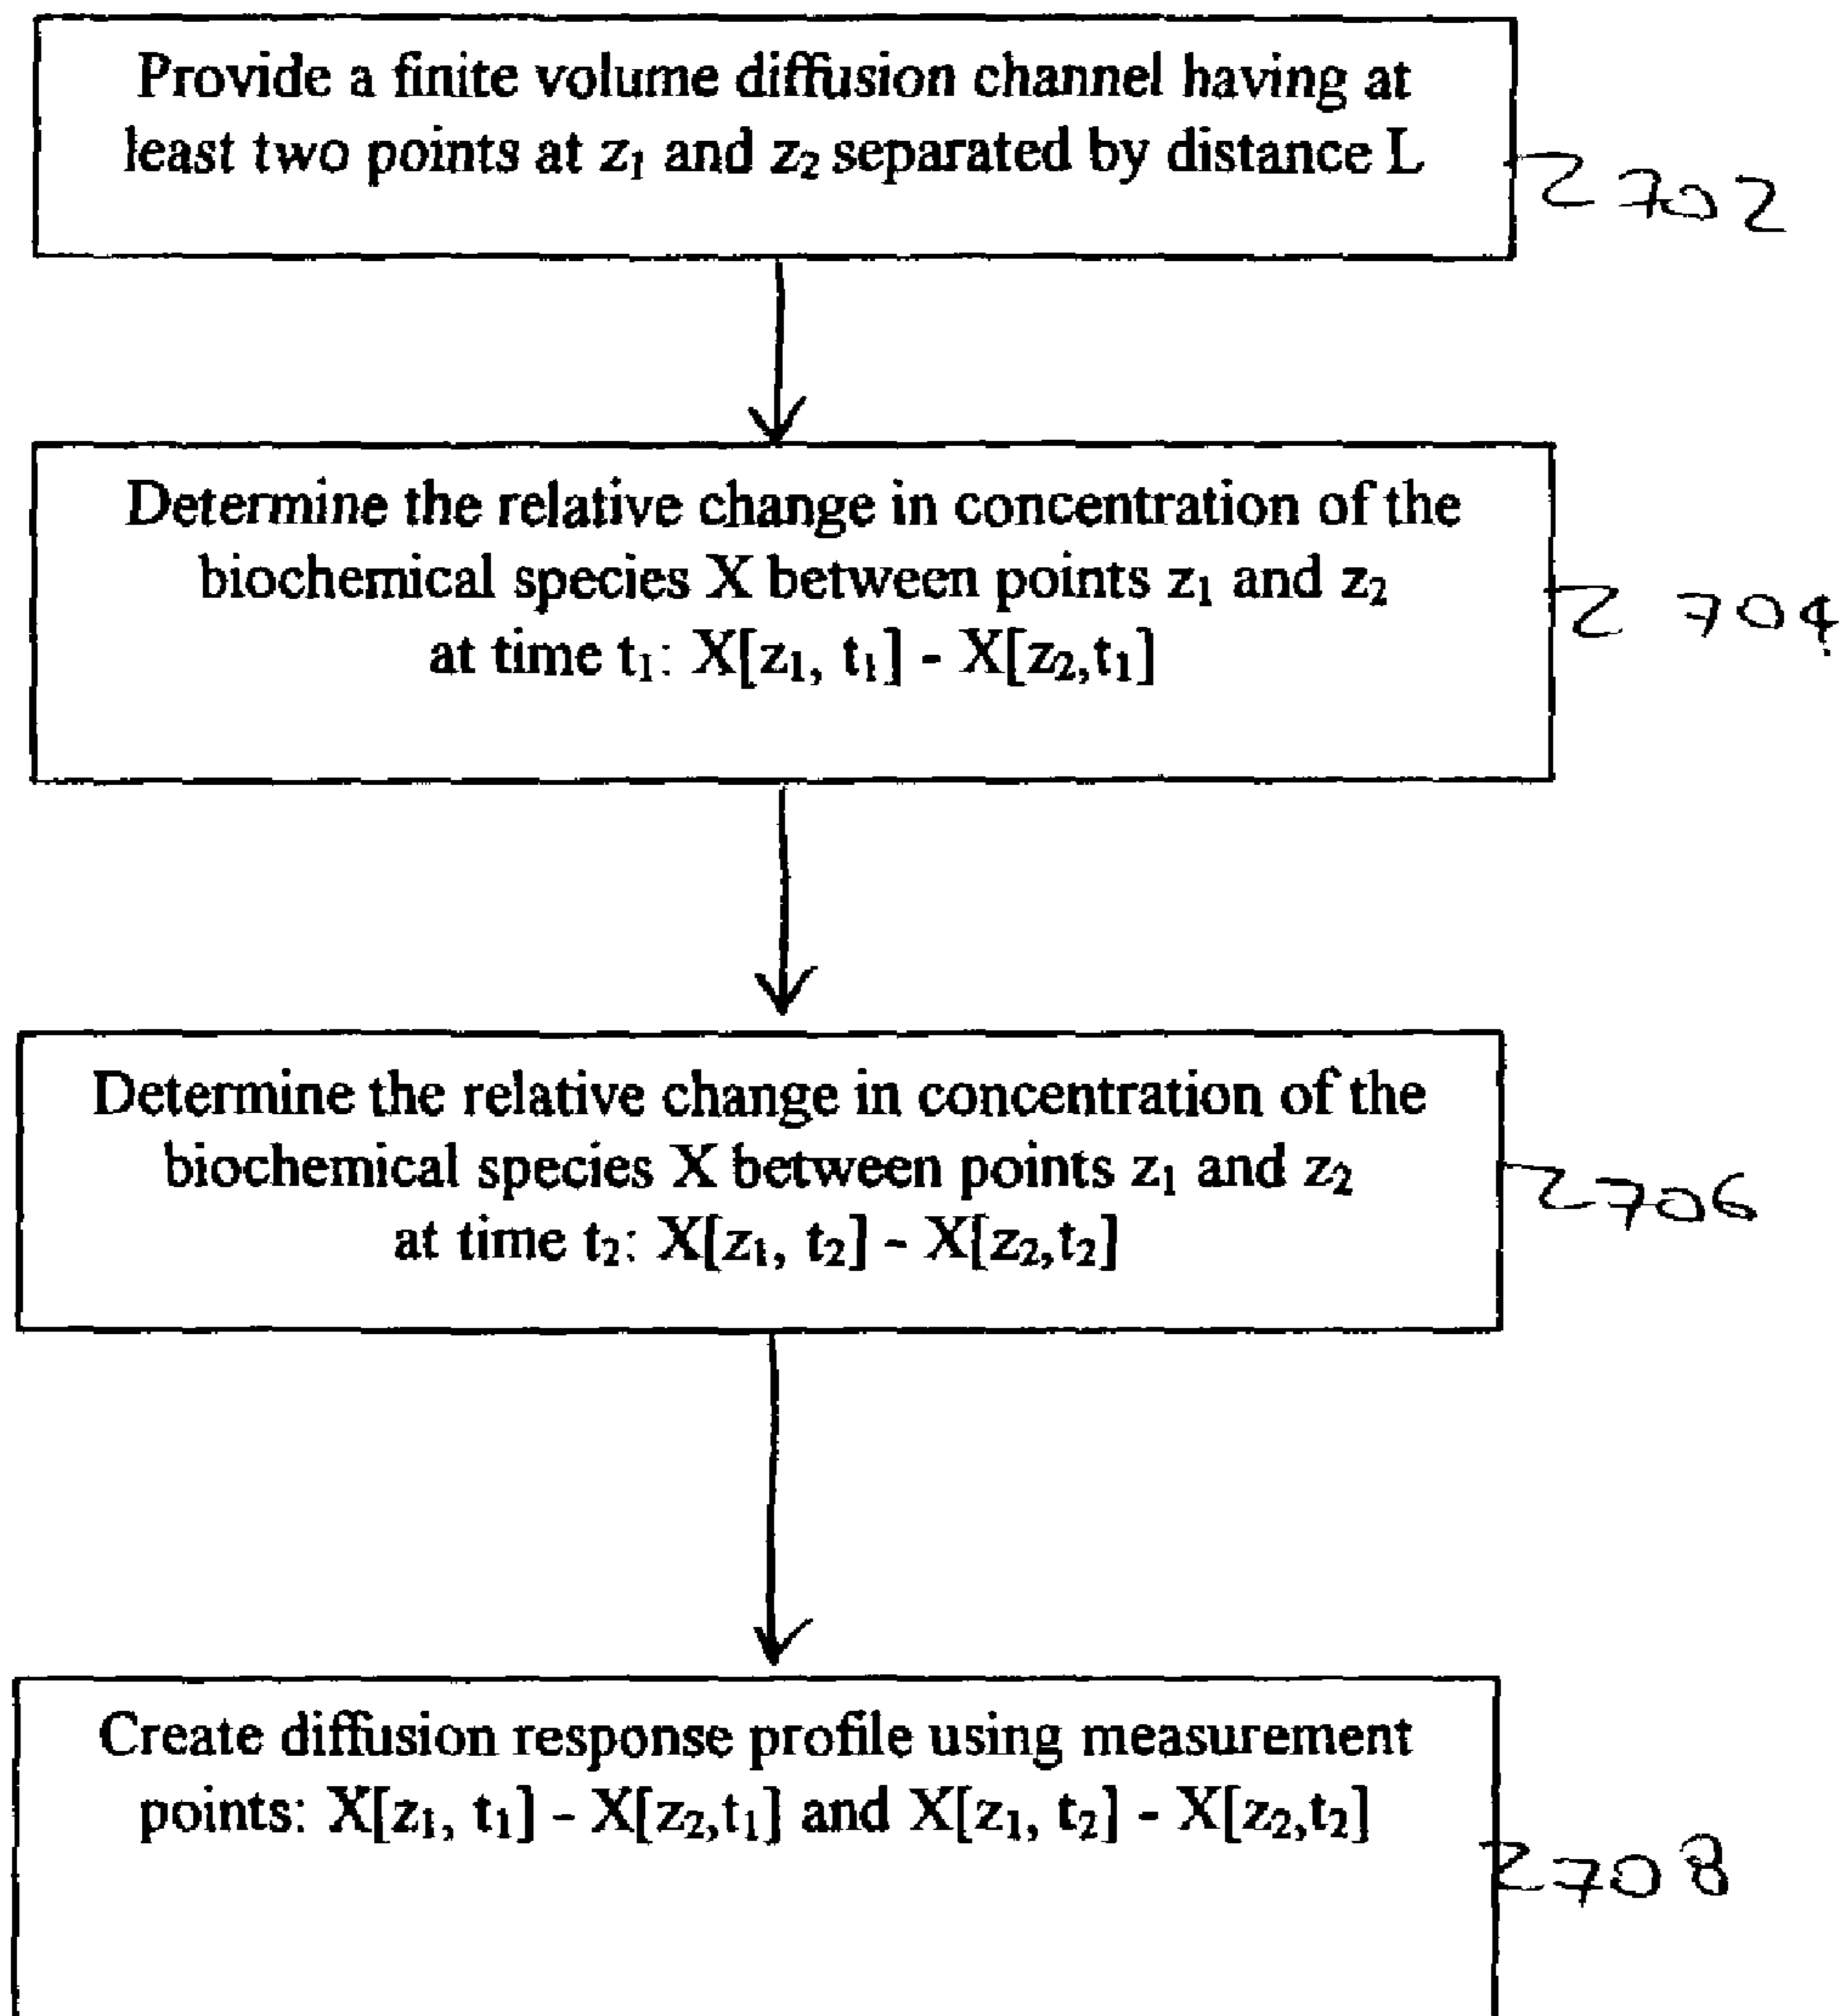 Provide a finite volume diffusion channel having at
least two points at z₁ and z₂ separated by distance L
2702
Determine the relative change in concentration of the
biochemical species X between points z₁ and z₂
at time t₁: X[z₁, t₁] - X[z₂,t₁]
2704
Determine the relative change in concentration of the
biochemical species X between points z₁ and z₂
at time t₂: X[z₁, t₂] - X[z₂,t₂]
2706
Create diffusion response profile using measurement
points: X[z₁, t₁] - X[z₂,t₁] and X[z₁, t₂] - X[z₂,t₂]
2708